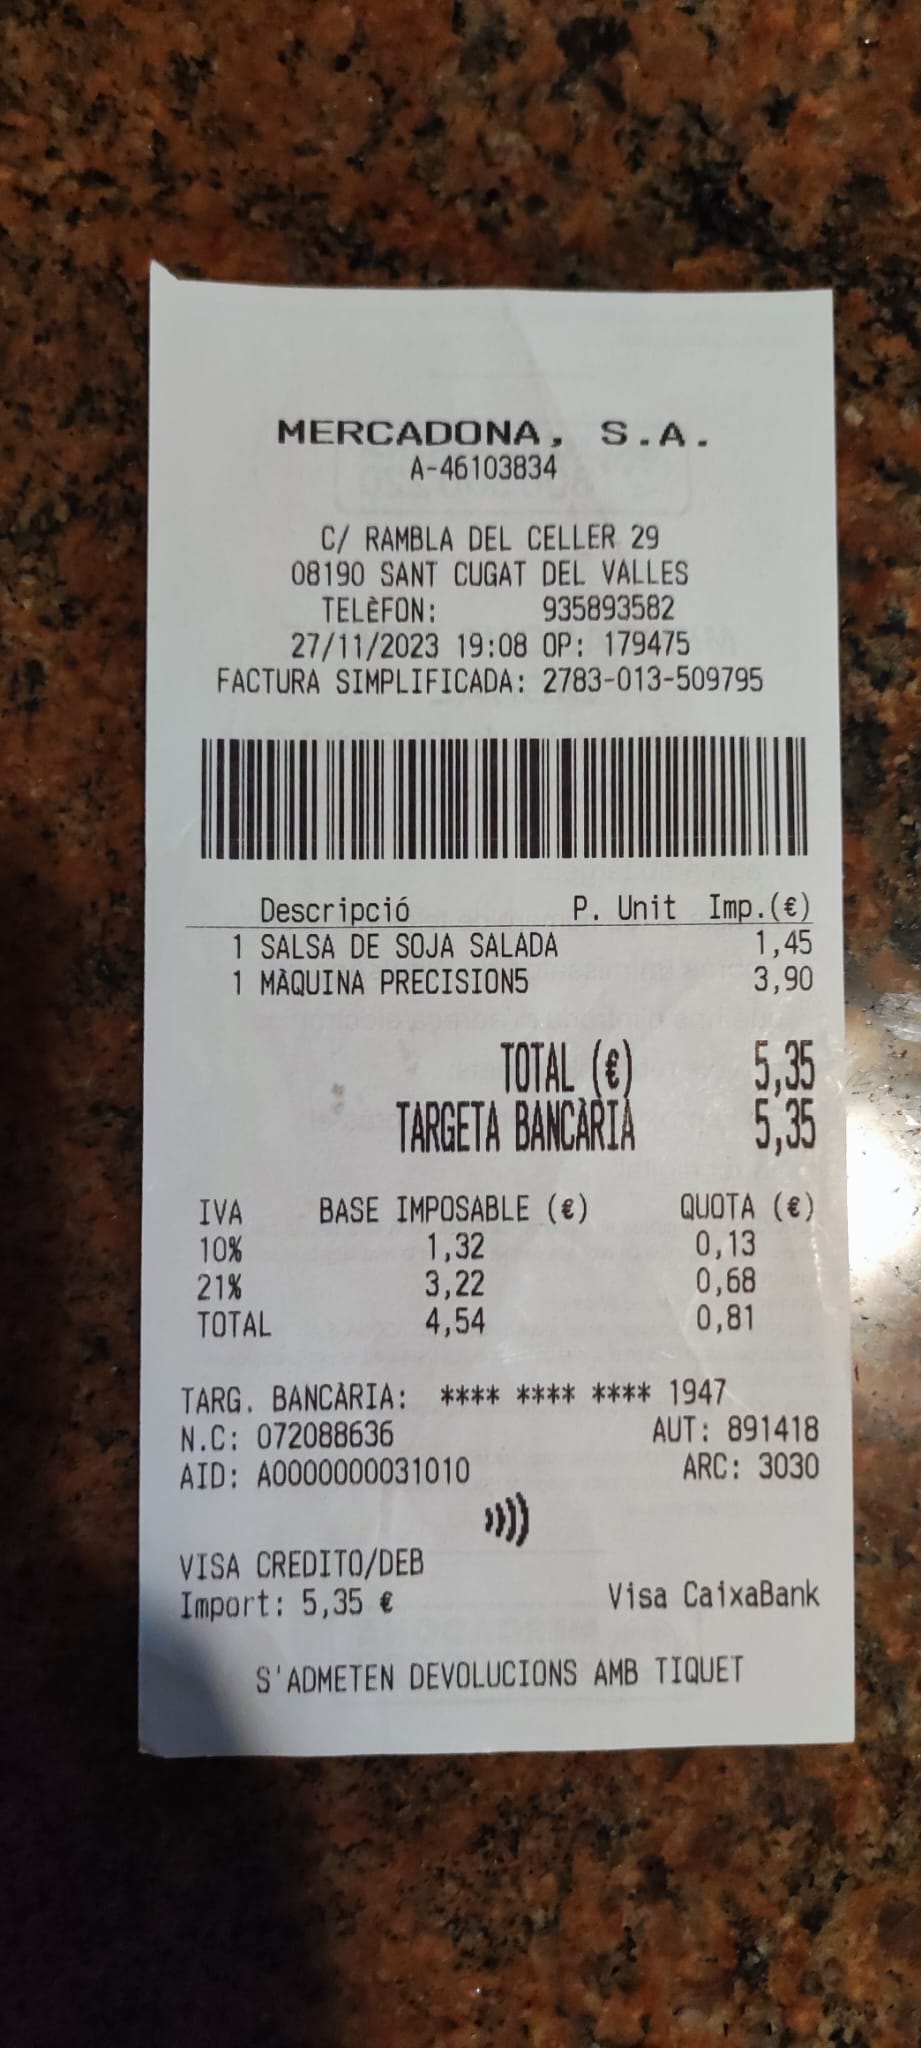 MERCADONA, S.A.
A-46103834
C/ RAMBLA DEL CELLER 29
08190 SANT CUGAT DEL VALLES
TELÈFON: 935893582
27/11/2023 19:08 OP: 179475
FACTURA SIMPLIFICADA: 2783-013-509795
Descripció P. Unit Imp.(€)
1 SALSA DE SOJA SALADA 1,45
1 MÀQUINA PRECISION5 3,90
TOTAL (€) 5,35
TARGETA BANCÀRIA 5,35
IVA BASE IMPOSABLE (€) QUOTA (€)
10% 1,32 0,13
21% 3,22 0,68
TOTAL 4,54 0,81
TARG. BANCÀRIA: **** **** **** 1947
N.C: 072088636 AUT: 891418
AID: A0000000031010 ARC: 3030
VISA CREDITO/DEB
Import: 5,35 € Visa CaixaBank
S'ADMETEN DEVOLUCIONS AMB TIQUET